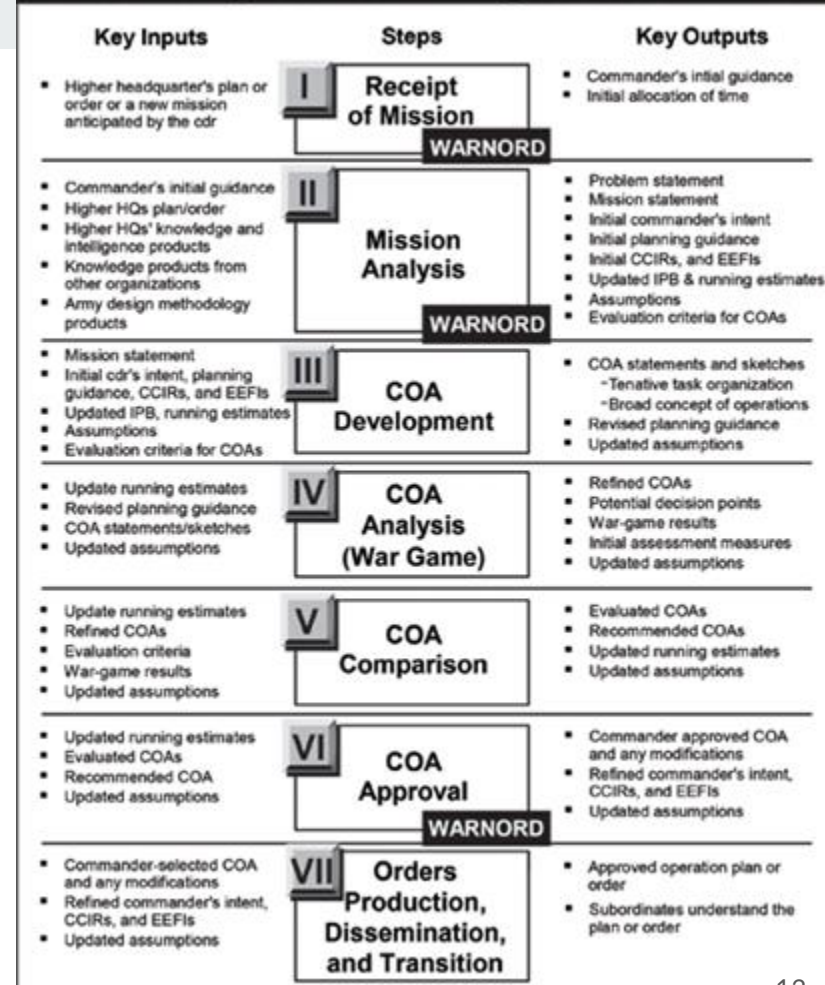 Key Inputs
Steps
Key Outputs
▪ Higher headquarter's plan or
order or a new mission
anticipated by the cdr
I
Receipt
of Mission
WARNORD
▪ Commander's intial guidance
▪ Initial allocation of time
▪ Commander's initial guidance
▪ Higher HQs plan/order
▪ Higher HQs' knowledge and
intelligence products
▪ Knowledge products from
other organizations
▪ Army design methodology
products
II
Mission
Analysis
WARNORD
▪ Problem statement
▪ Mission statement
▪ Initial commander's intent
▪ Initial planning guidance
▪ Initial CCIRs, and EEFIs
▪ Updated IPB & running estimates
▪ Assumptions
▪ Evaluation criteria for COAs
▪ Mission statement
▪ Initial cdr's intent, planning
guidance, CCIRs, and EEFIs
▪ Updated IPB, running estimates
▪ Assumptions
▪ Evaluation criteria for COAs
III
COA
Development
▪ COA statements and sketches
-Tenative task organization
-Broad concept of operations
▪ Revised planning guidance
▪ Updated assumptions
▪ Update running estimates
▪ Revised planning guidance
▪ COA statements/sketches
▪ Updated assumptions
IV
COA
Analysis
(War Game)
▪ Refined COAs
▪ Potential decision points
▪ War-game results
▪ Initial assessment measures
▪ Updated assumptions
▪ Update running estimates
▪ Refined COAs
▪ Evaluation criteria
▪ War-game results
▪ Updated assumptions
V
COA
Comparison
▪ Evaluated COAs
▪ Recommended COAs
▪ Updated running estimates
▪ Updated assumptions
▪ Updated running estimates
▪ Evaluated COAs
▪ Recommended COA
▪ Updated assumptions
VI
COA
Approval
WARNORD
▪ Commander approved COA
and any modifications
▪ Refined commander's intent,
CCIRs, and EEFIs
▪ Updated assumptions
▪ Commander-selected COA
and any modifications
▪ Refined commander's intent,
CCIRs, and EEFIs
▪ Updated assumptions
VII
Orders
Production,
Dissemination,
and Transition
▪ Approved operation plan or
order
▪ Subordinates understand the
plan or order